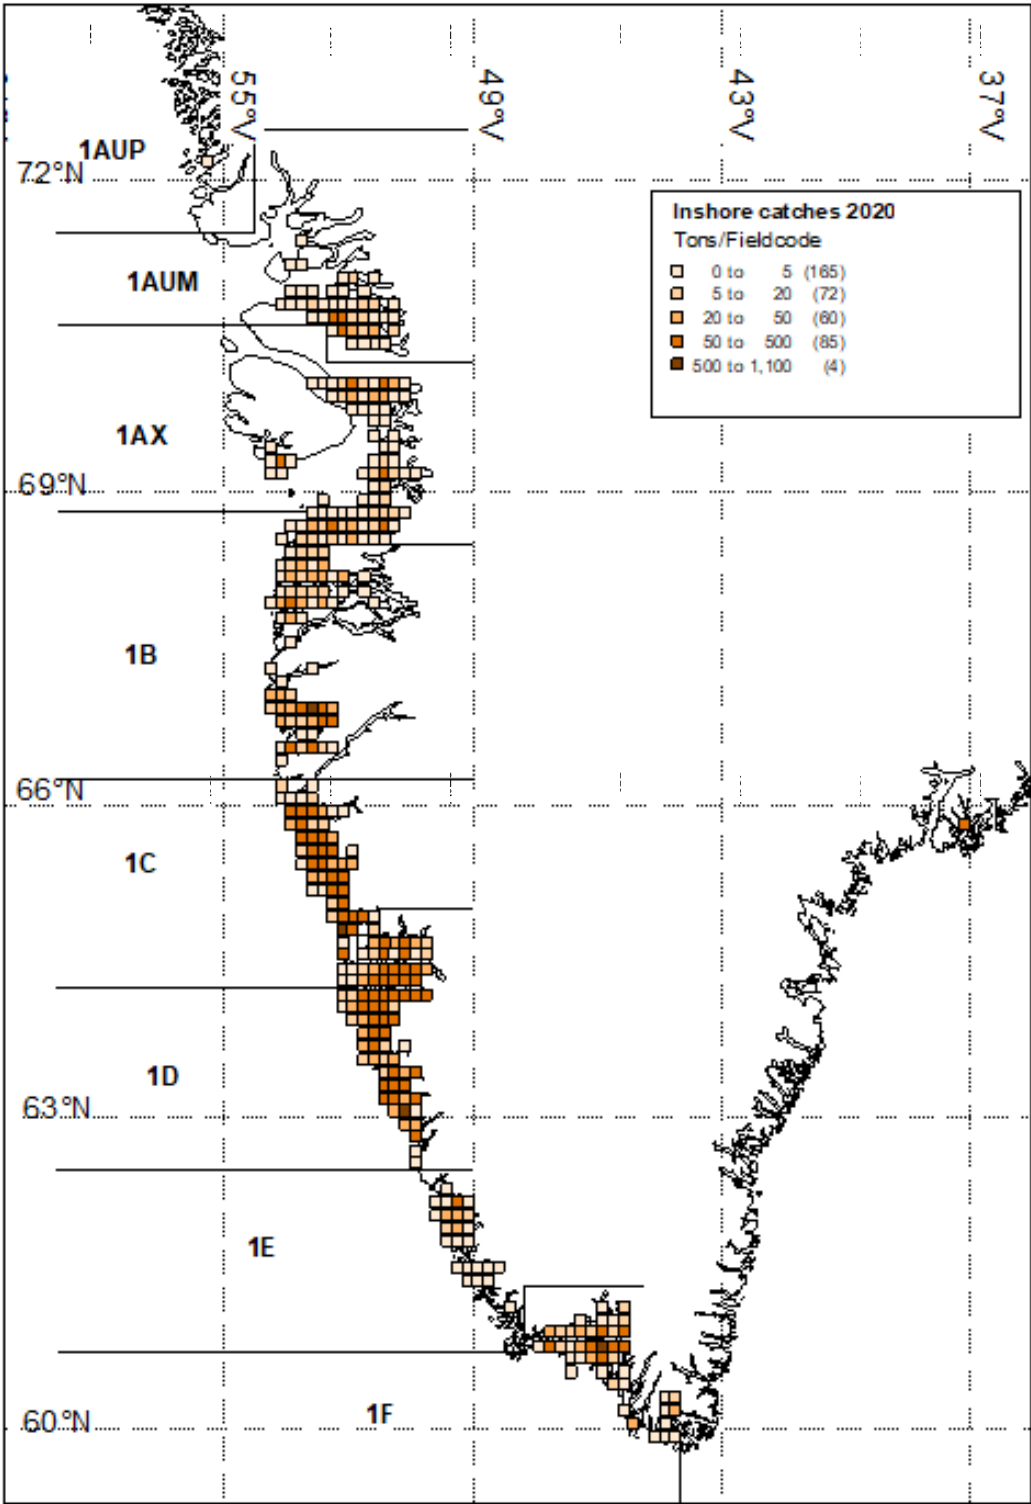 55°V
49°V
43°V
37°V
1AUP
72°N
Inshore catches 2020
Tons/Fieldcode
0 to 5 (165)
5 to 20 (72)
20 to 50 (60)
50 to 500 (85)
500 to 1,100 (4)
1AUM
1AX
69°N
1B
66°N
1C
1D
63°N
1E
1F
60°N